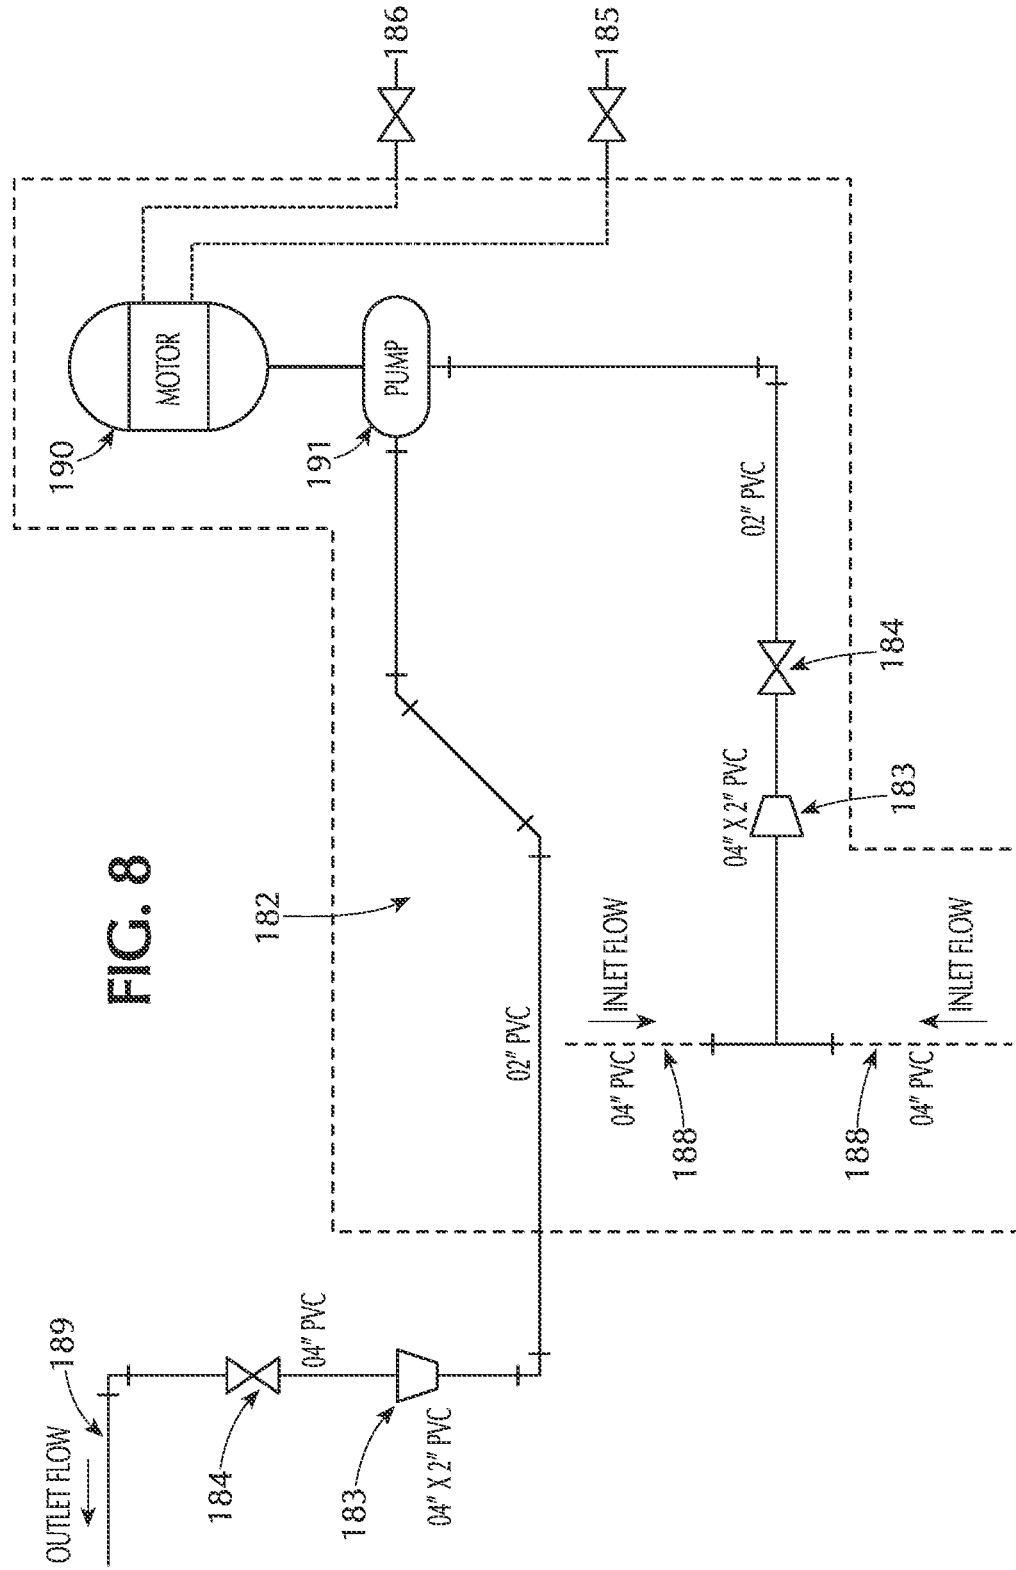 FIG. 8
OUTLET FLOW
189
184
04" PVC
183
04" X 2" PVC
182
02" PVC
190
MOTOR
191
PUMP
186
185
INLET FLOW
04" PVC
188
188
04" PVC
INLET FLOW
04" X 2" PVC
183
184
02" PVC